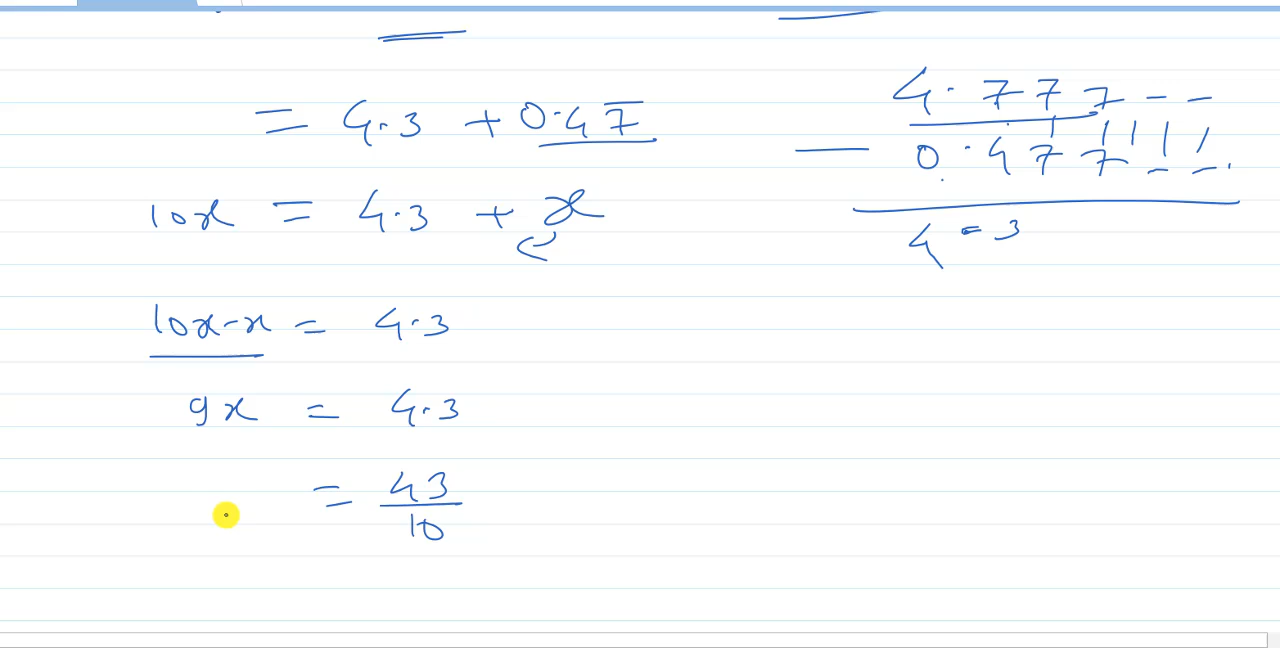 = 4.3 + 0.47̅
10x = 4.3 + x
10x - x = 4.3
9x = 4.3
= 43/10
4.777--
- 0.477--.
4.3